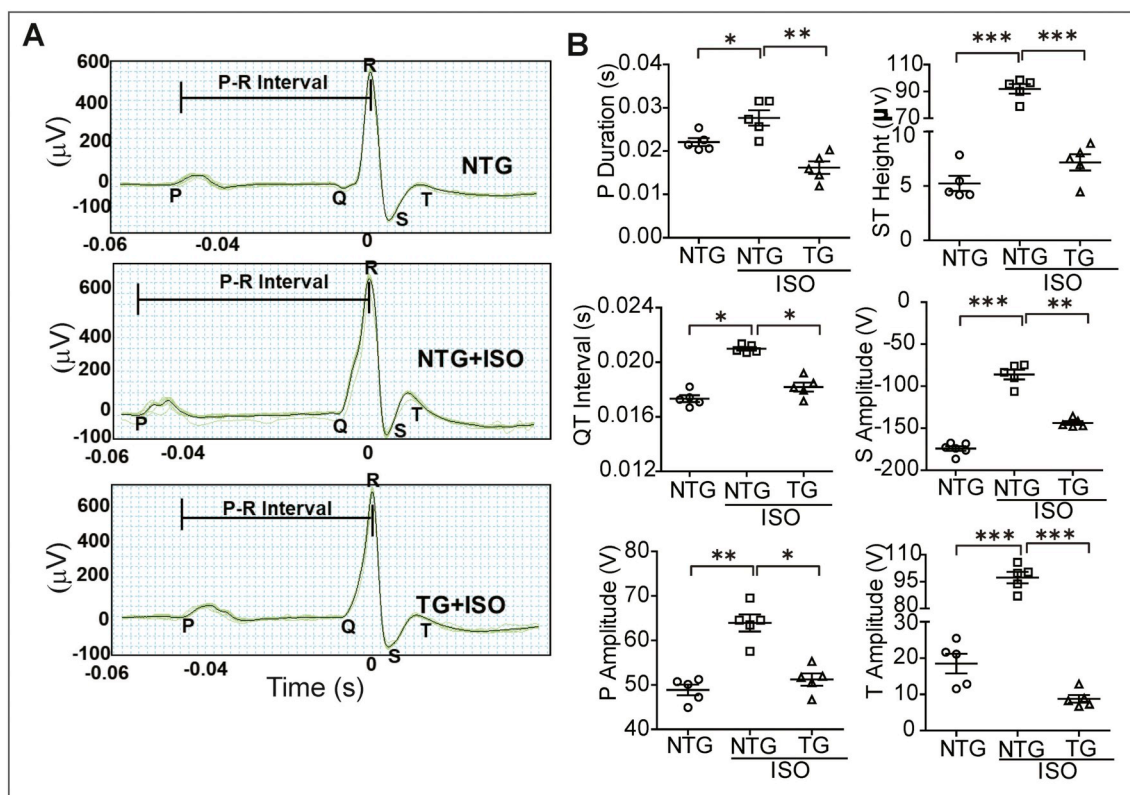 A
600
400
200
0
-100
(µV)
P-R Interval
R
NTG
P
Q
S
T
-0.06
-0.04
0
600
400
200
0
-100
(µV)
P-R Interval
R
NTG+ISO
P
Q
S
T
-0.06
-0.04
0
600
400
200
0
-100
(µV)
P-R Interval
R
TG+ISO
P
Q
S
T
-0.06
-0.04
0
Time (s)
B
* **
P Duration (s)
0.04
0.03
0.02
0.01
0.00
NTG NTG TG
ISO
*** ***
ST Height (µv)
110
90
70
10
5
0
NTG NTG TG
ISO
* *
QT Interval (s)
0.024
0.020
0.016
0.012
NTG NTG TG
ISO
*** **
S Amplitude (V)
0
-50
-100
-150
-200
NTG NTG TG
ISO
** *
P Amplitude (V)
80
70
60
50
40
NTG NTG TG
ISO
*** ***
T Amplitude (V)
110
95
80
30
20
10
0
NTG NTG TG
ISO